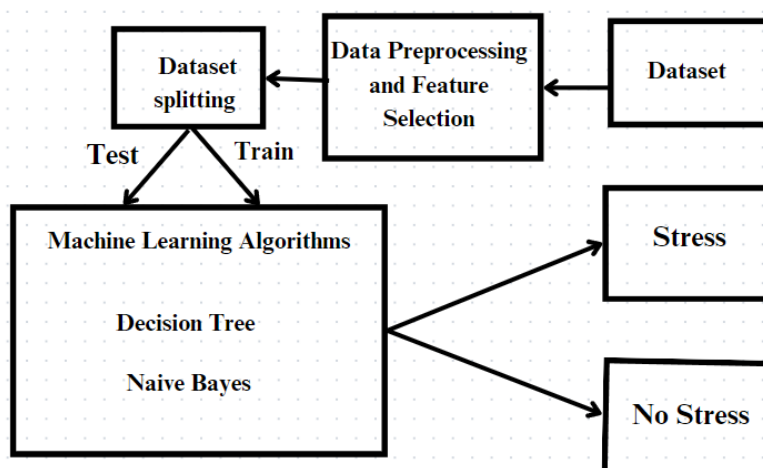 Dataset
splitting
Data Preprocessing
and Feature
Selection
Dataset
Test
Train
Machine Learning Algorithms
Decision Tree
Naive Bayes
Stress
No Stress